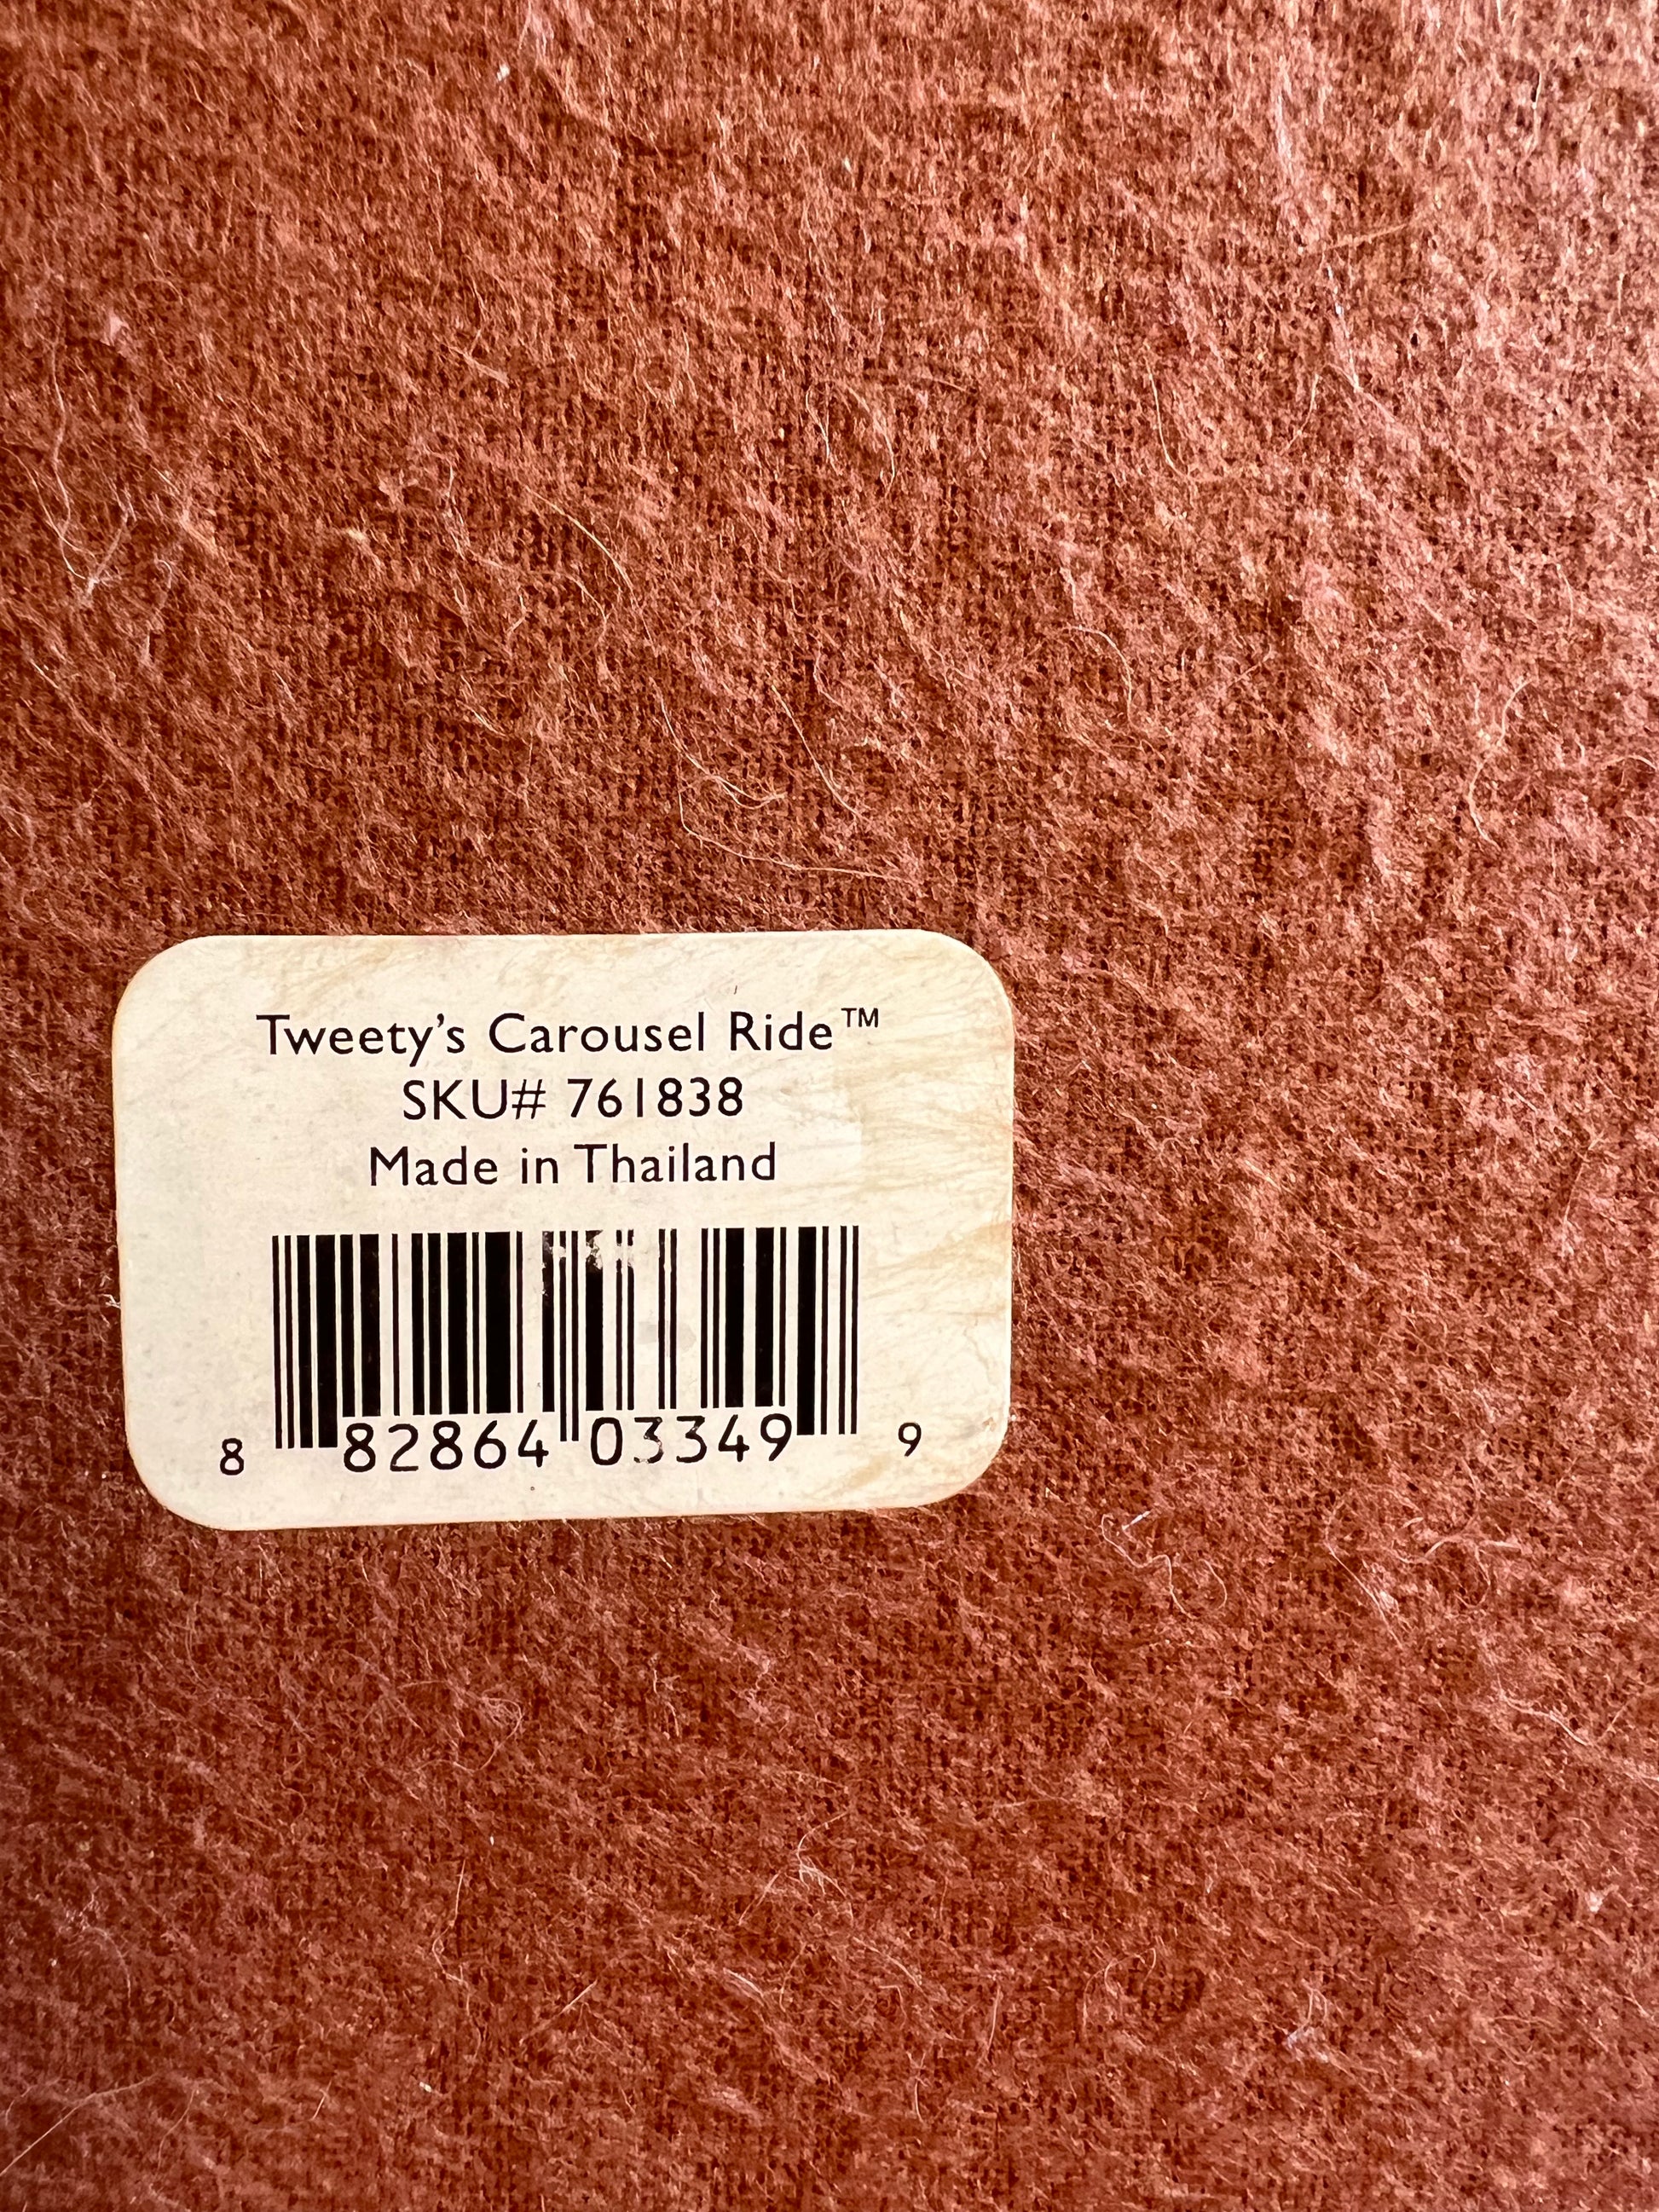 Tweety's Carousel Ride™
SKU# 761838
Made in Thailand
8 82864 03349 9